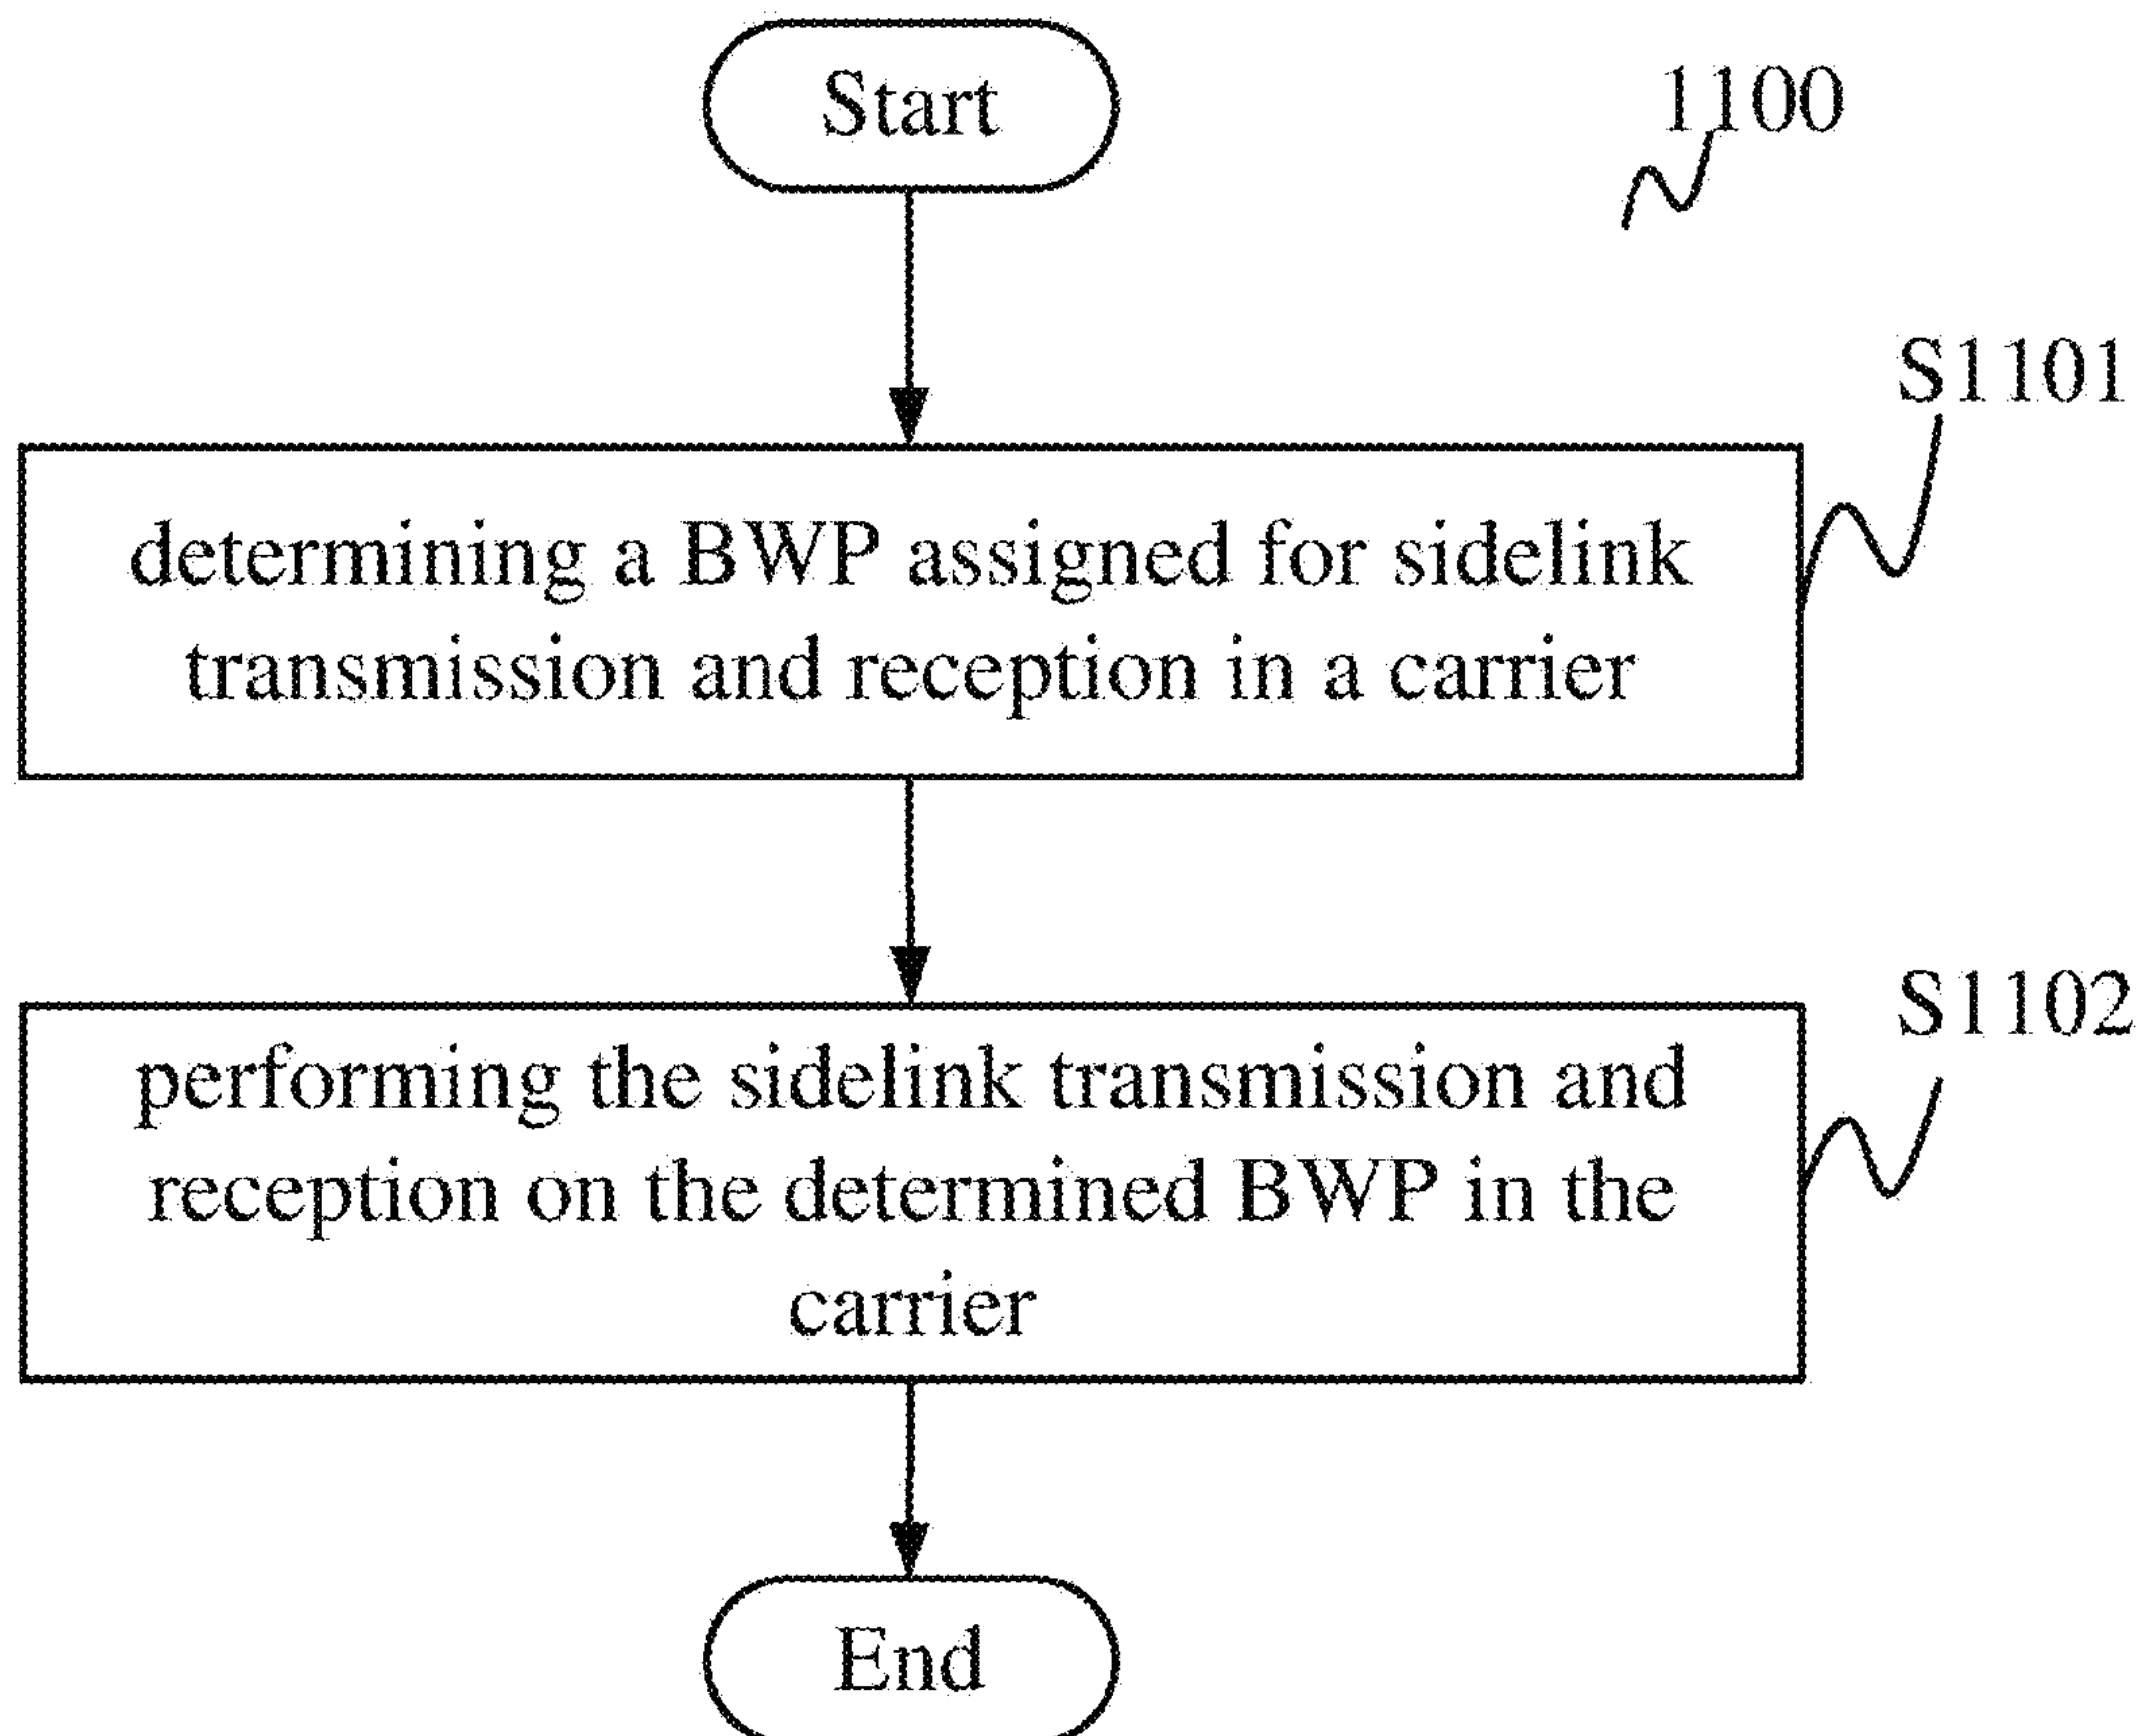 Start
1100
S1101
determining a BWP assigned for sidelink
transmission and reception in a carrier
S1102
performing the sidelink transmission and
reception on the determined BWP in the
carrier
End